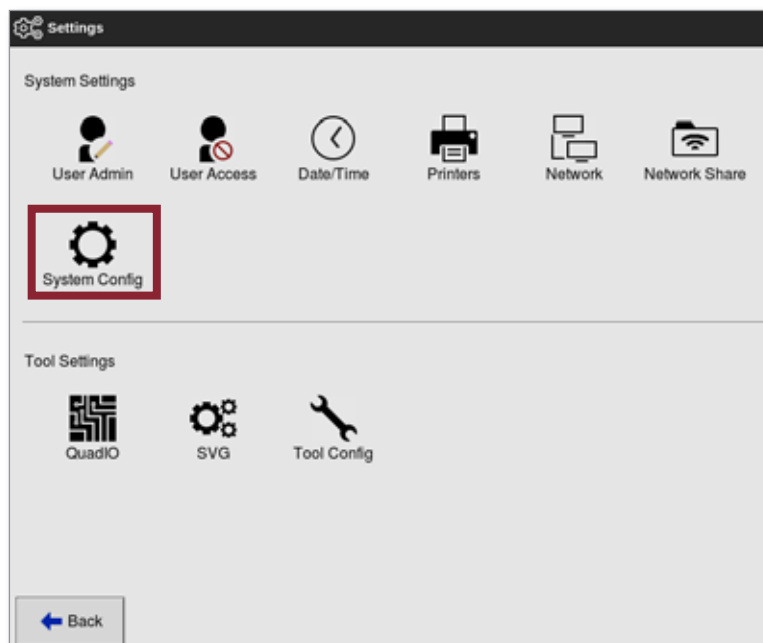 Settings
System Settings
User Admin User Access Date/Time Printers Network Network Share
System Config
Tool Settings
QuadIO SVG Tool Config
Back